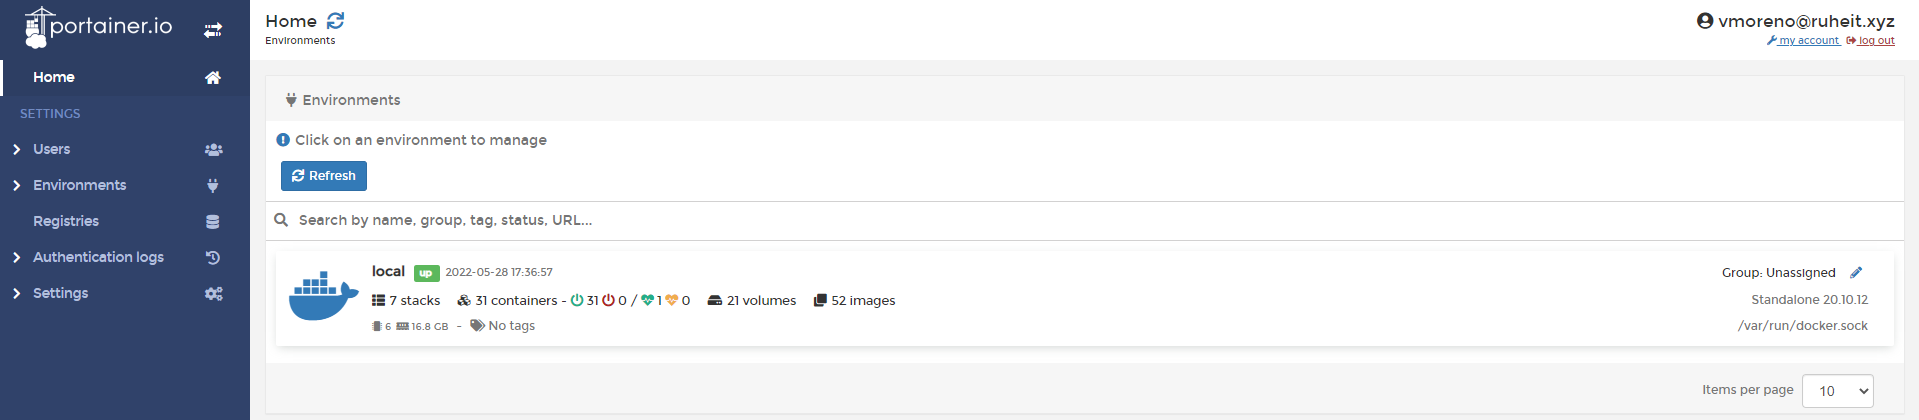 portainer.io
Home
SETTINGS
Users
Environments
Registries
Authentication logs
Settings
Home
Environments
vmoreno@ruheit.xyz
my account log out
Environments
Click on an environment to manage
Refresh
Search by name, group, tag, status, URL...
local up 2022-05-28 17:36:57
Group: Unassigned
7 stacks 31 containers - 31 0 / 1 0 21 volumes 52 images
Standalone 20.10.12
6 16.8 GB - No tags
/var/run/docker.sock
Items per page 10